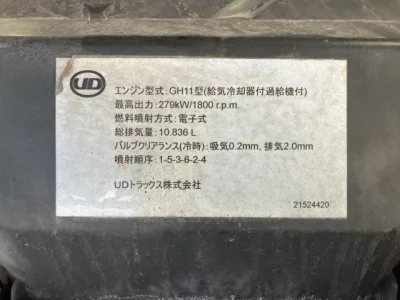 UD
エンジン型式:GH11型(給気冷却器付過給機付)
最高出力:279kW/1800 r.p.m.
燃料噴射方式:電子式
総排気量:10.836 L
バルブクリアランス(冷時):吸気0.2mm, 排気2.0mm
噴射順序:1-5-3-6-2-4
UDトラックス株式会社
21524420